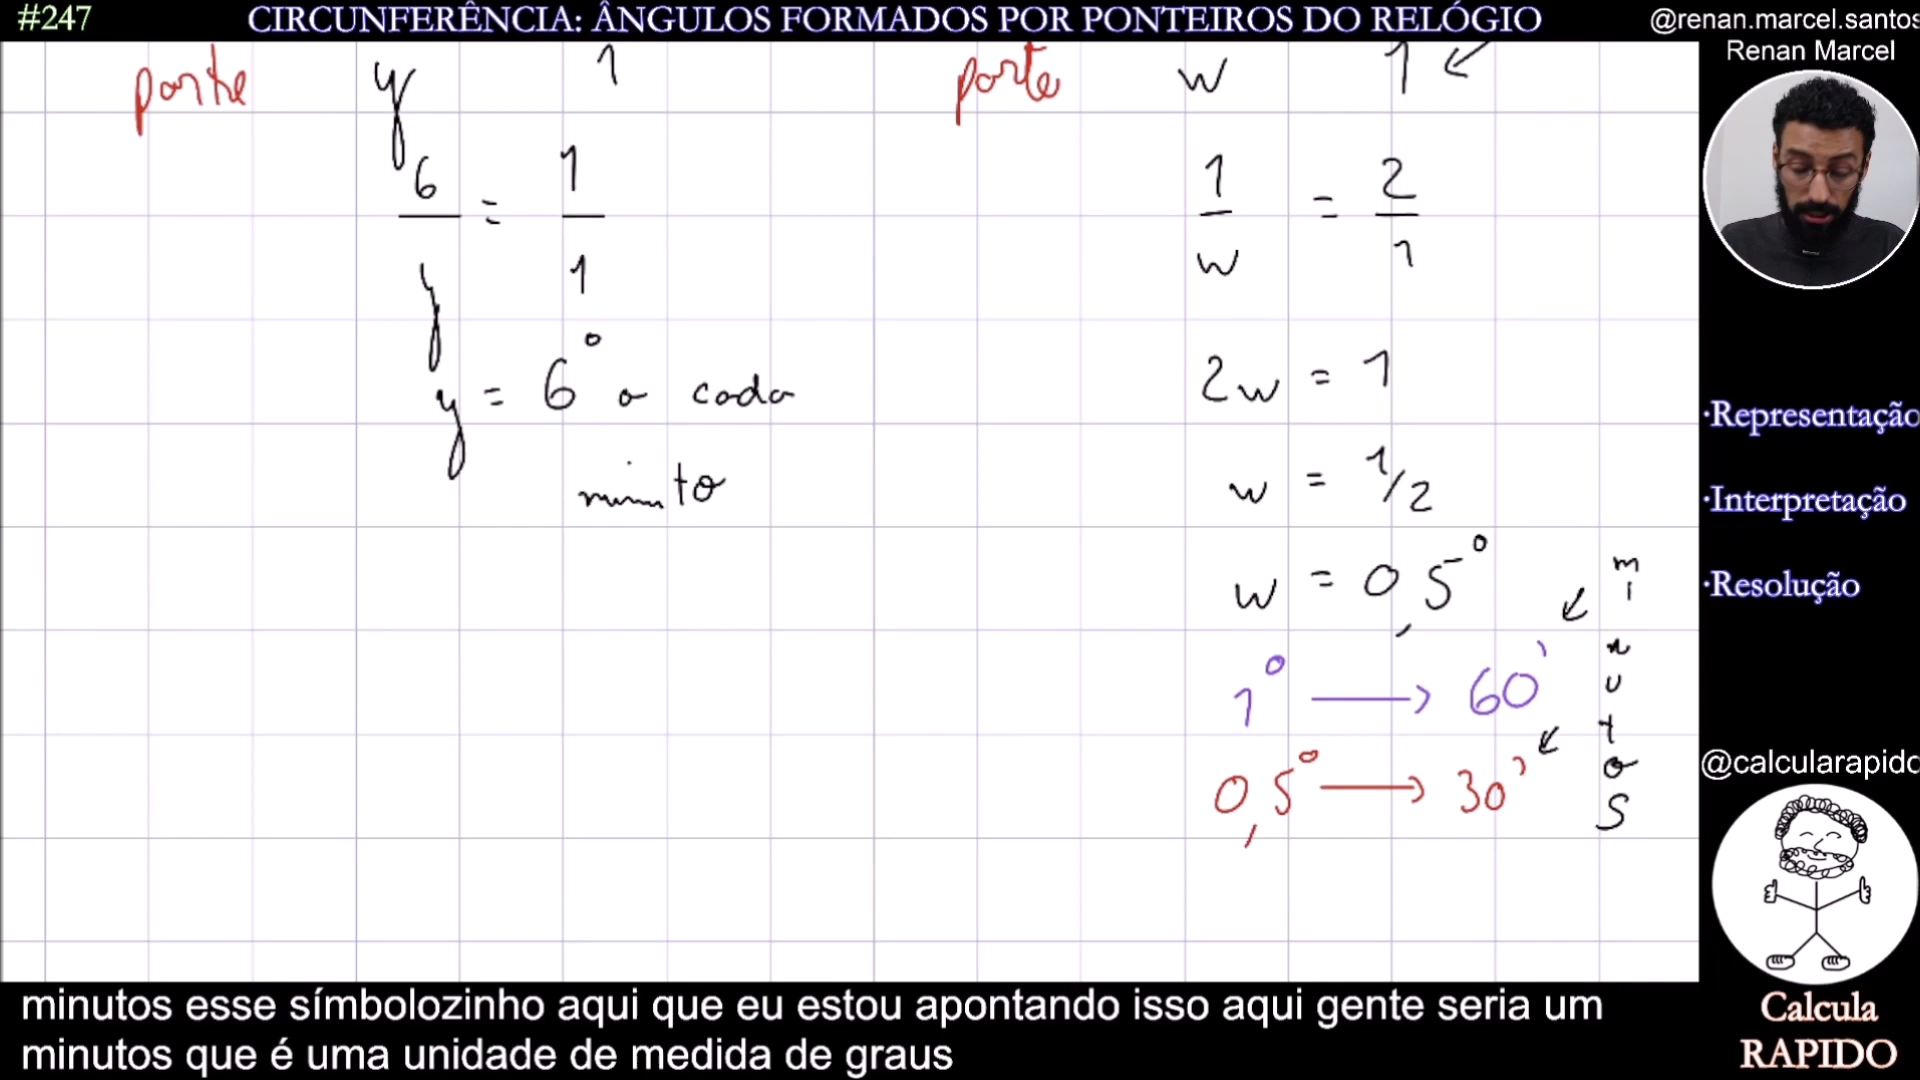 #247
CIRCUNFERÊNCIA: ÂNGULOS FORMADOS POR PONTEIROS DO RELÓGIO
@renan.marcel.santos
Renan Marcel
parte y 1
6/y = 1/1
y = 6° a cada
minuto
parte w 1 ↙
1/w = 2/1
2w = 1
w = 1/2
w = 0,5°
1° → 60' ↙
0,5° → 30' ↙
minutos
·Representação
·Interpretação
·Resolução
@calcularapido
Calcula
RAPIDO
minutos esse símbolozinho aqui que eu estou apontando isso aqui gente seria um
minutos que é uma unidade de medida de graus